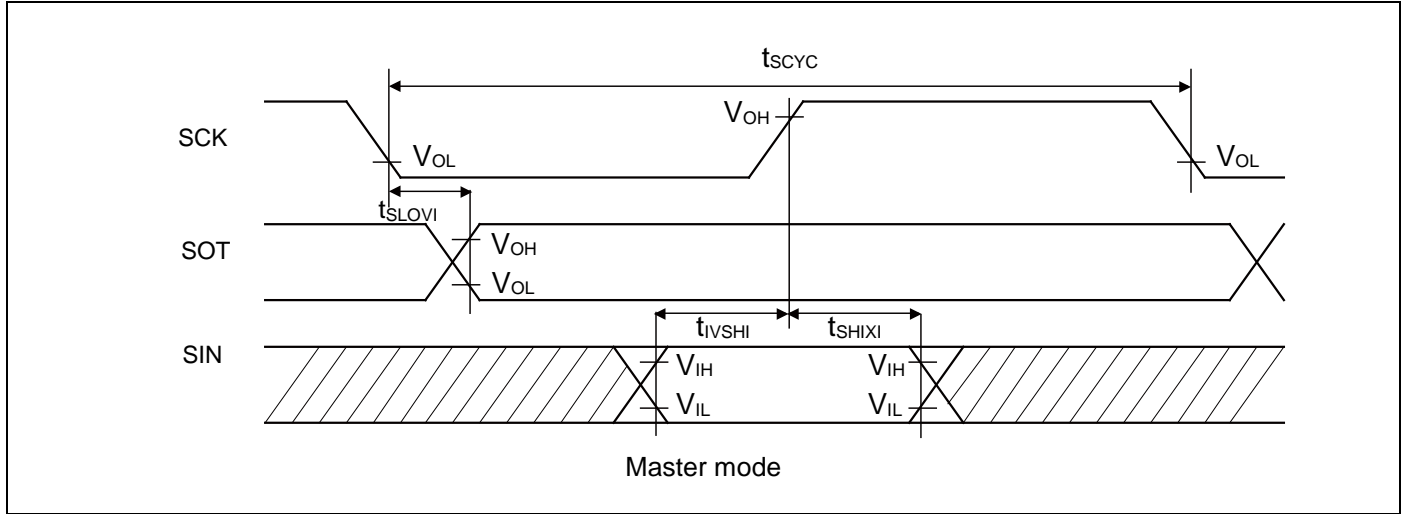 tSCYC
SCK
VOH
VOL
VOL
tSLOVI
SOT
VOH
VOL
tIVSHI
tSHIXI
SIN
VIH
VIH
VIL
VIL
Master mode